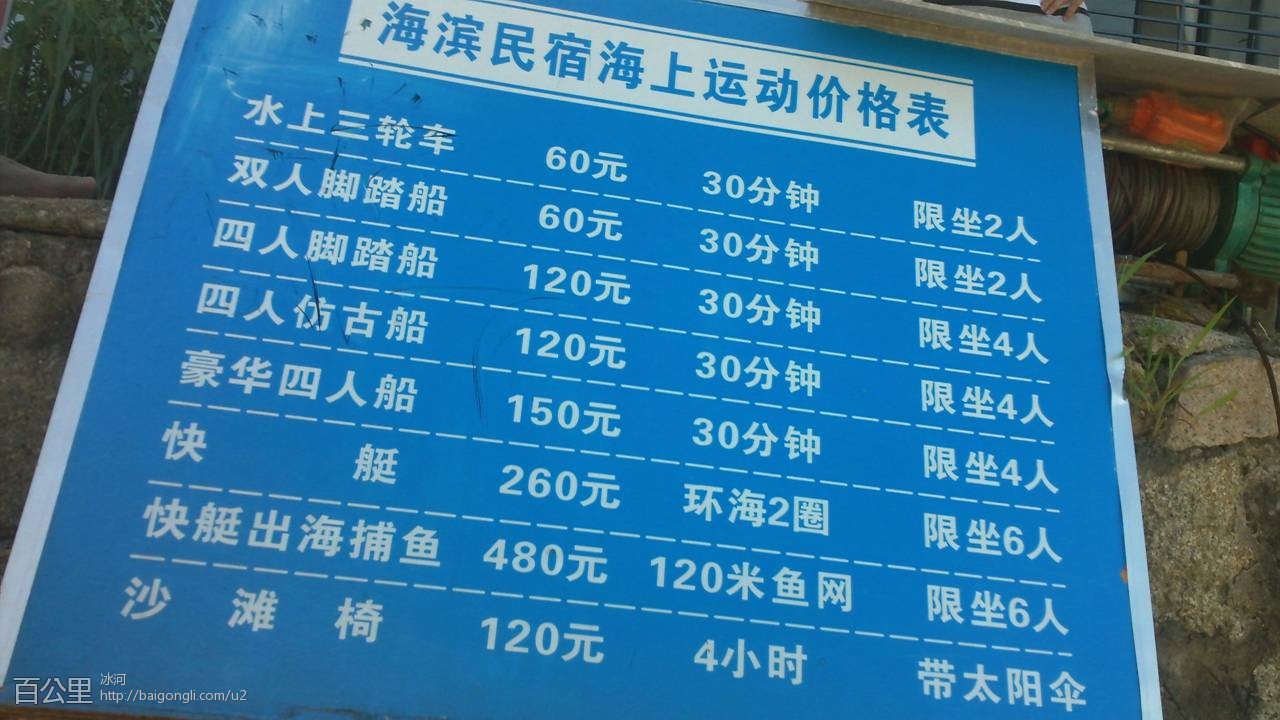 海滨民宿海上运动价格表
水上三轮车 60元 30分钟 限坐2人
双人脚踏船 60元 30分钟 限坐2人
四人脚踏船 120元 30分钟 限坐4人
四人仿古船 120元 30分钟 限坐4人
豪华四人船 150元 30分钟 限坐4人
快艇 260元 环海2圈 限坐6人
快艇出海捕鱼 480元 120米鱼网 限坐6人
沙滩椅 120元 4小时 带太阳伞
百公里 冰河
http://baigongli.com/u2